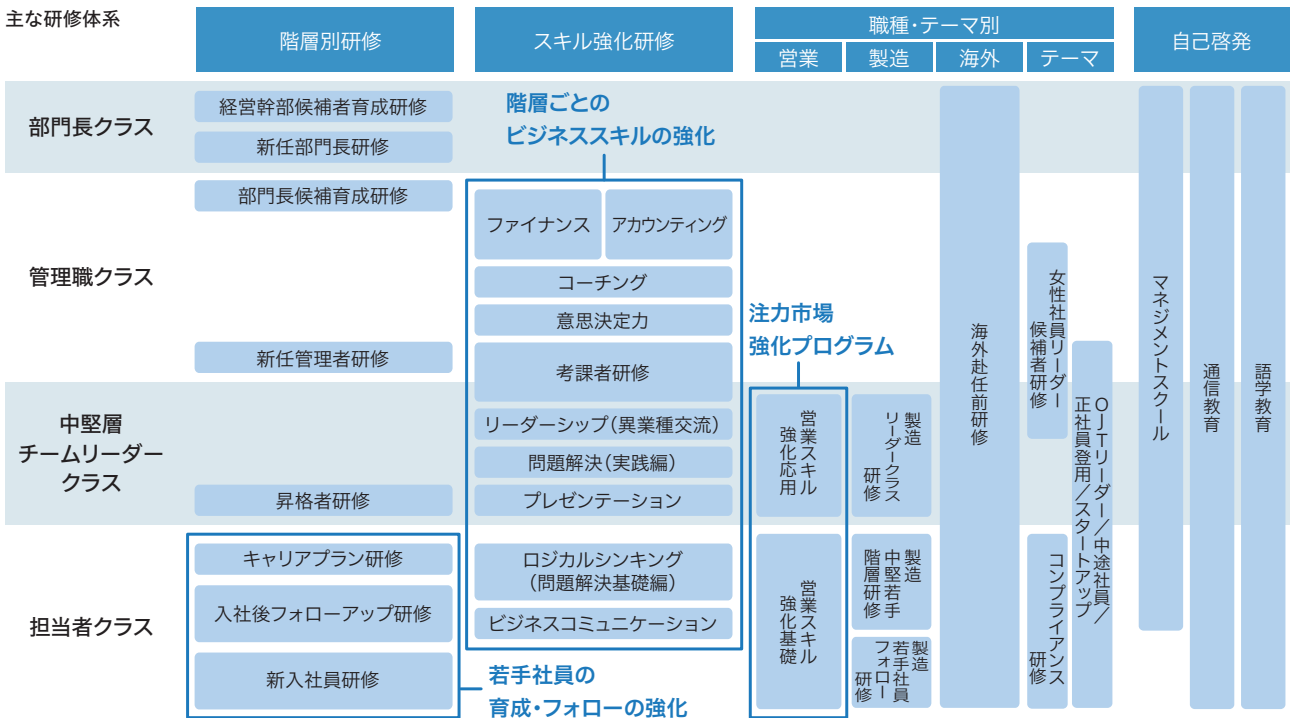 主な研修体系
階層別研修
スキル強化研修
職種・テーマ別
営業
製造
海外
テーマ
自己啓発
部門長クラス
経営幹部候補者育成研修
新任部門長研修
階層ごとの
ビジネススキルの強化
管理職クラス
部門長候補育成研修
新任管理者研修
ファイナンス
アカウンティング
コーチング
意思決定力
考課者研修
注力市場
強化プログラム
中堅層
チームリーダー
クラス
昇格者研修
リーダーシップ(異業種交流)
問題解決(実践編)
プレゼンテーション
営業スキル
強化応用
製造
リーダークラス
研修
担当者クラス
キャリアプラン研修
入社後フォローアップ研修
新入社員研修
若手社員の
育成・フォローの強化
ロジカルシンキング
(問題解決基礎編)
ビジネスコミュニケーション
営業スキル
強化基礎
製造
中堅若手
階層研修
製造
若手社員
フォロー
研修
海外赴任前研修
女性社員リーダー
候補者研修
OJTリーダー/中途社員/
正社員登用/スタートアップ
コンプライアンス
研修
マネジメントスクール
通信教育
語学教育